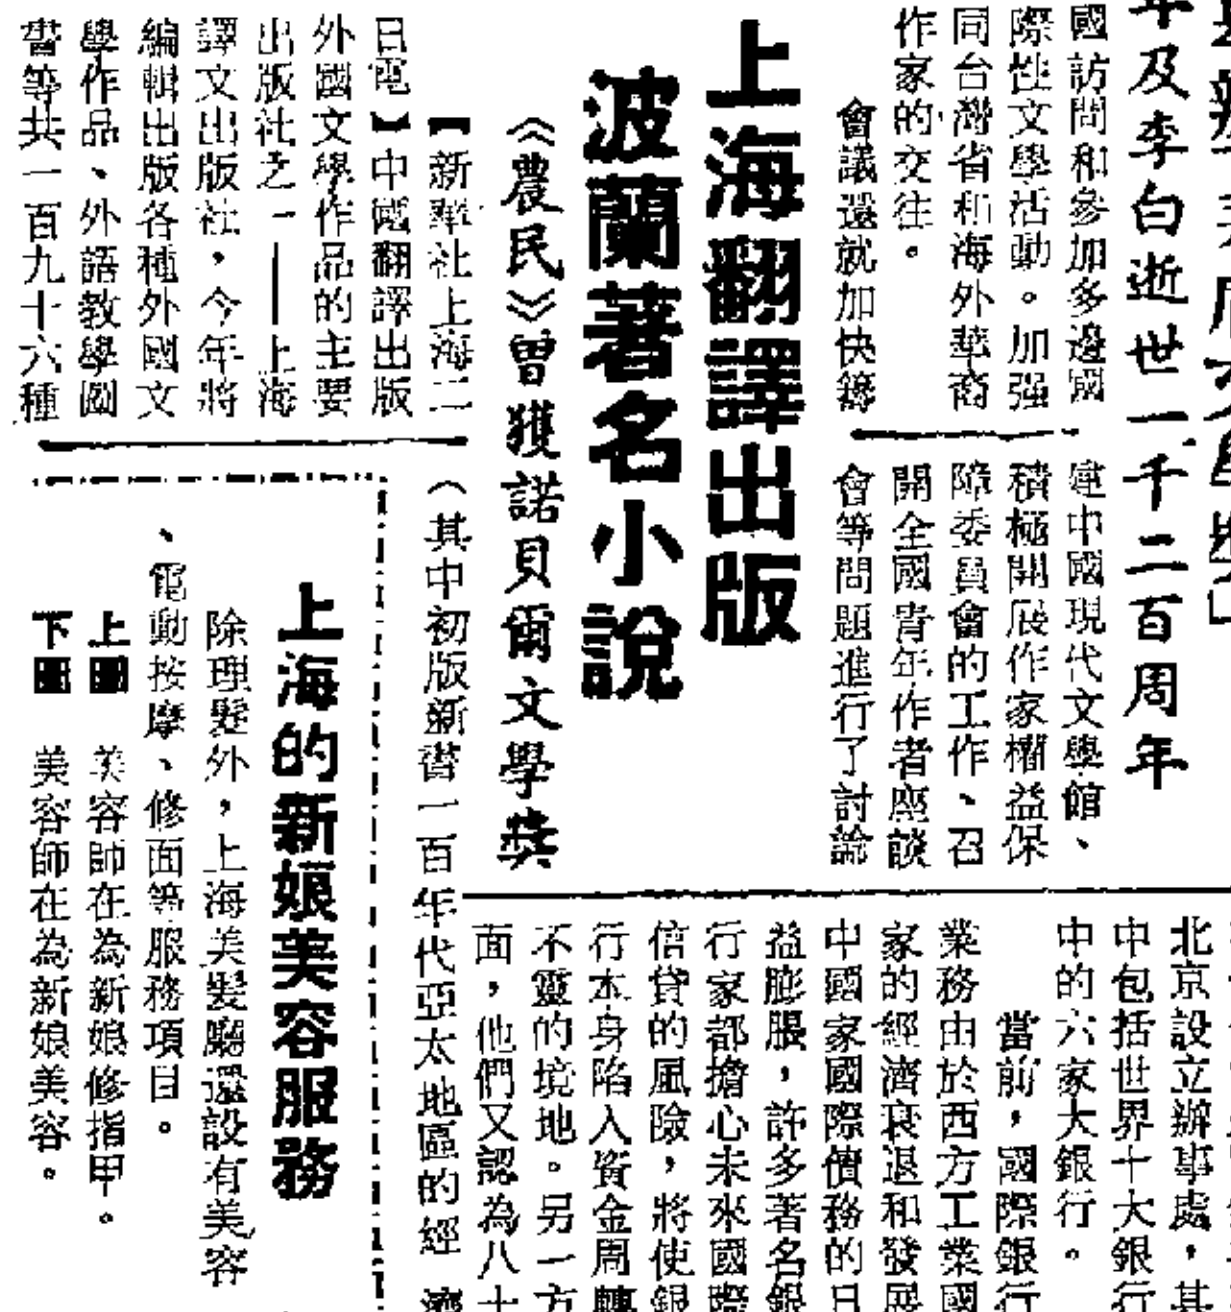 年及李白逝世一千二百周年
國訪問和參加多邊國
際性文學活動。加强
同台灣省和海外華裔
作家的交往。
會議還就加快籌
建中國現代文學館、
積極開展作家權益保
障委員會的工作、召
開全國青年作者座談
會等問題進行了討論
上海翻譯出版
波蘭著名小說
《農民》曾獲諾貝爾文學獎
【新華社上海二
日電】中國翻譯出版
外國文學作品的主要
出版社之一——上海
譯文出版社,今年將
編輯出版各種外國文
學作品、外語教學圖
書等共一百九十六種
(其中初版新書一百
上海的新娘美容服務
除理髮外,上海美髮廳還設有美容
、電動按摩、修面等服務項目。
上圖 美容師在為新娘修指甲。
下圖 美容師在為新娘美容。
北京設立辦事處,其
中包括世界十大銀行
中的六家大銀行。
當前,國際銀行
業務由於西方工業國
家的經濟衰退和發展
中國家國際債務的日
益膨脹,許多著名銀
行家都擔心未來國際
信貸的風險,將使銀
行本身陷入資金周轉
不靈的境地。另一方
面,他們又認為八十
年代亞太地區的經濟